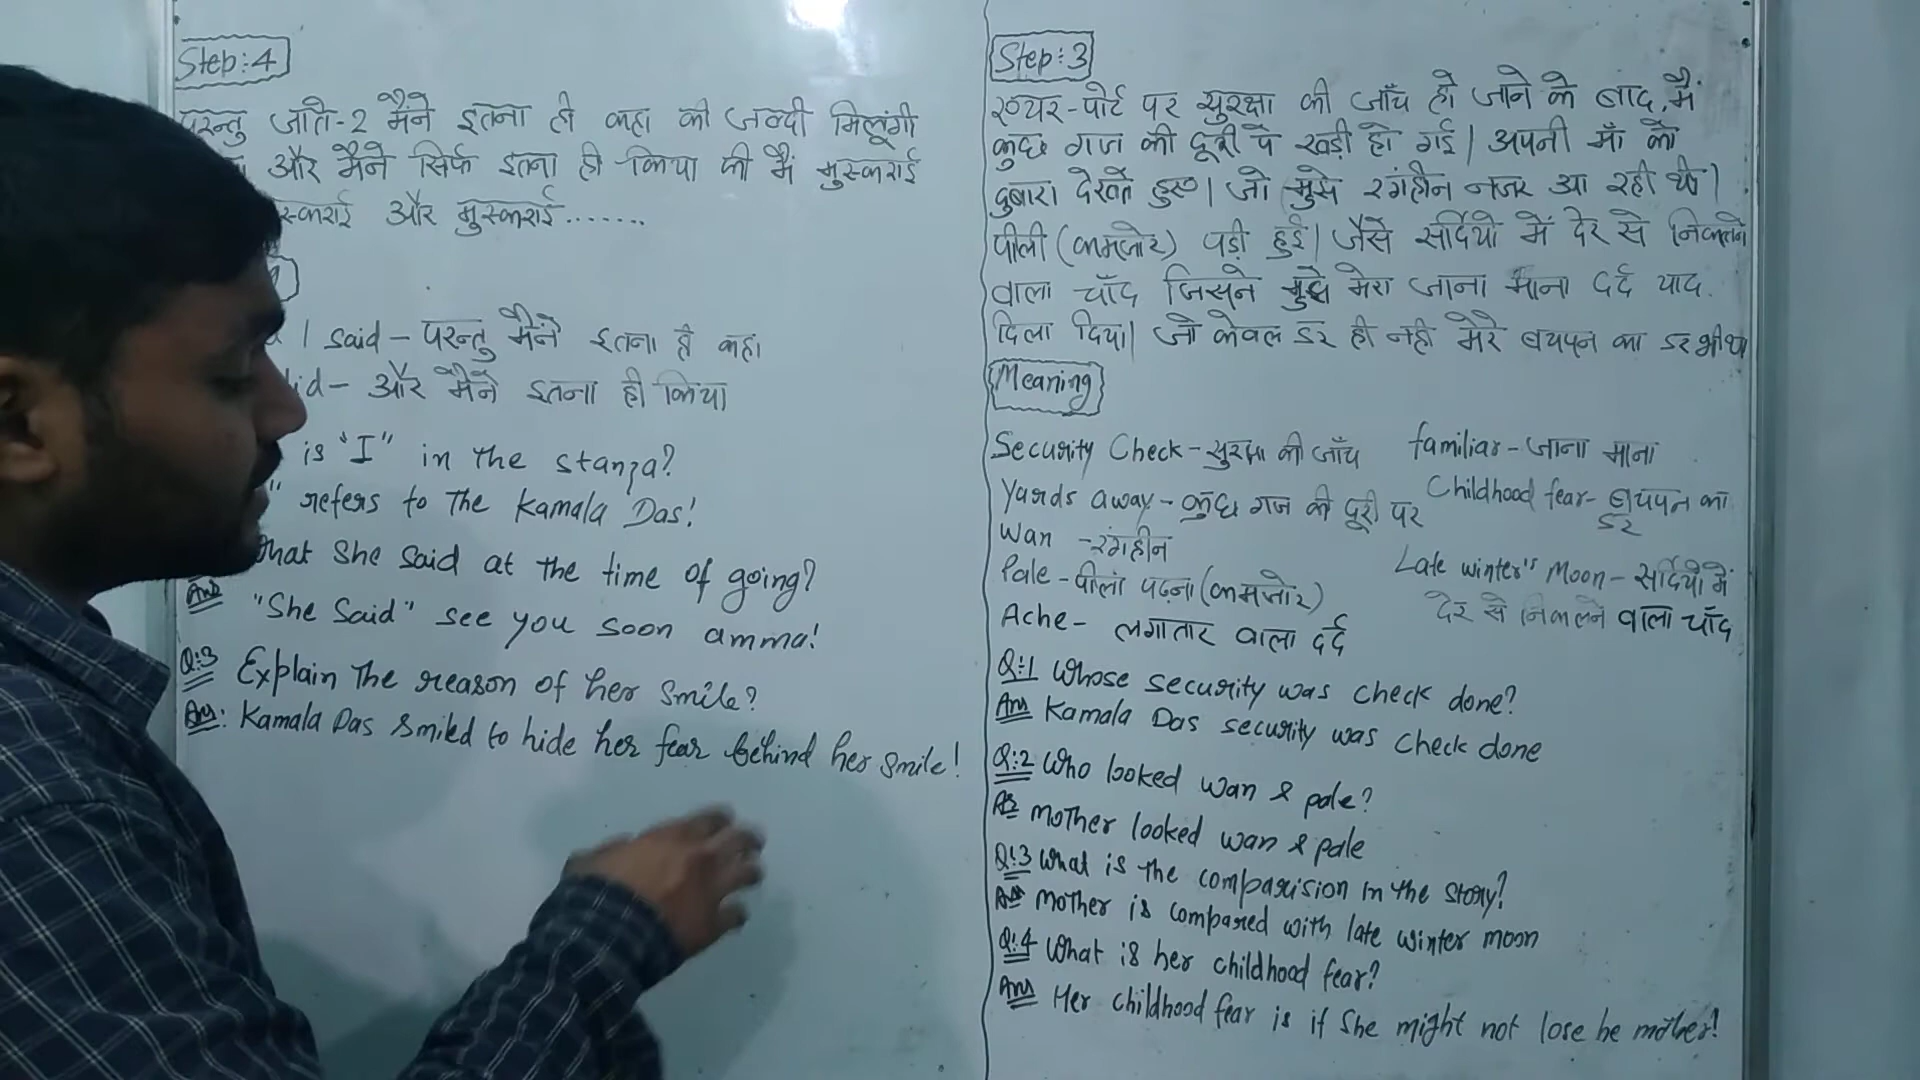 Step:4
परन्तु जाते-2 मैंने इतना ही कहा की जल्दी मिलूंगी
और मैंने सिर्फ इतना ही किया की मैं मुस्कराई
स्कराई और मुस्कराई.......
I said - परन्तु मैंने इतना ही कहा
did - और मैंने इतना ही किया
is "I" in the stanza?
" refers to the Kamala Das!
What She Said at the time of going?
Ans "She Said" see you soon amma!
Q:3 Explain the reason of her smile?
Ans: Kamala Das smiled to hide her fear behind her smile!
Step:3
एयर-पोर्ट पर सुरक्षा की जाँच हो जाने के बाद, मैं
कुछ गज की दूरी पे खड़ी हो गई। अपनी माँ को
दुबारा देखते हुए। जो मुझे रंगहीन नजर आ रही थी।
पीली (कमजोर) पड़ी हुई। जैसे सर्दियो में देर से निकलने
वाला चाँद जिसने मुझे मेरा जाना माना दर्द याद
दिला दिया। जो केवल डर ही नही मेरे बचपन का डर भी था
Meaning
Security Check - सुरक्षा की जाँच
familiar - जाना माना
Yards away - कुछ गज की दूरी पर
Childhood fear - बचपन का
डर
Wan - रंगहीन
Late winter's Moon - सर्दियो में
देर से निकलने वाला चाँद
Pale - पीला पड़ना (कमजोर)
Ache - लगातार वाला दर्द
Q:1 Whose security was check done?
Ans Kamala Das security was check done
Q:2 Who looked wan & pale?
Ans Mother looked wan & pale
Q:3 What is the comparision in the story?
Ans Mother is compared with late winter moon
Q:4 What is her childhood fear?
Ans Her childhood fear is if She might not lose he mother!